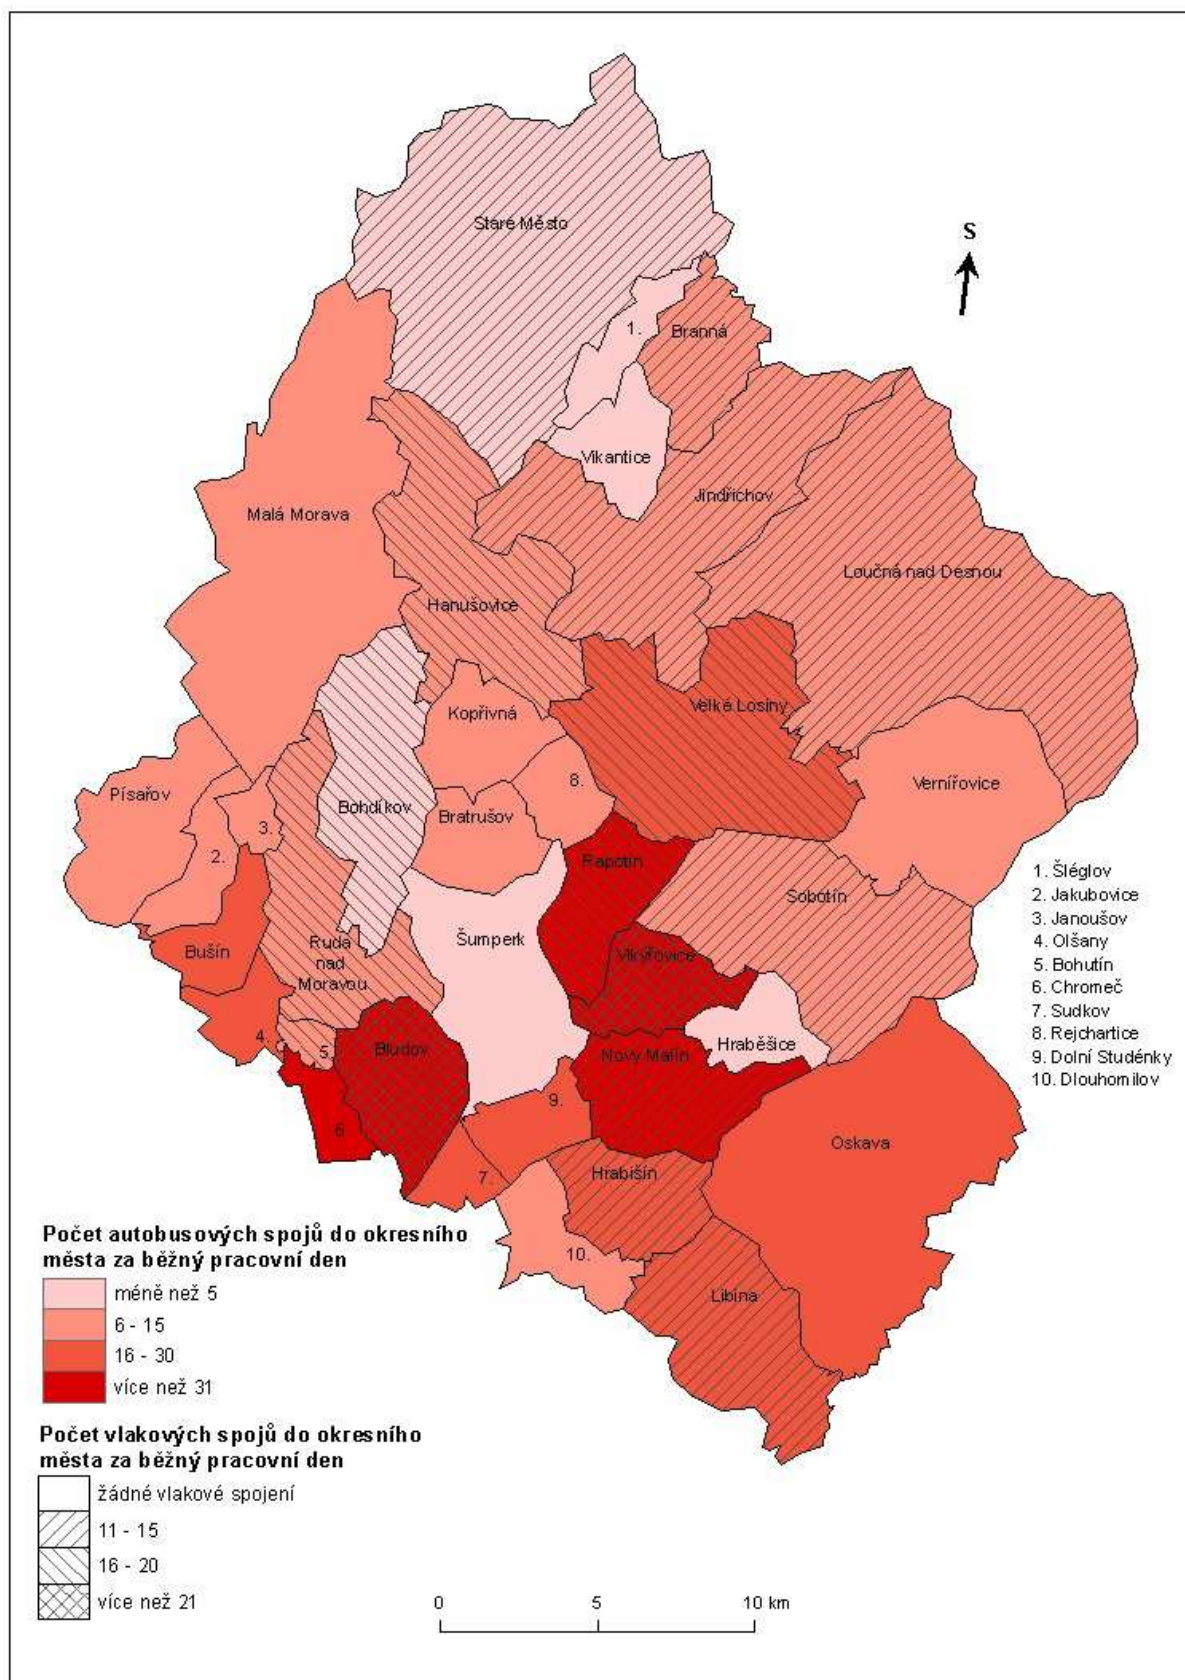 Staré Město
S
1.
Branná
Vikantice
Jindřichov
Malá Morava
Loučná nad Desnou
Hanušovice
Velké Losiny
Kopřivná
Vernířovice
8.
Písařov
Bohdíkov
Bratrušov
3.
2.
Rapotín
Sobotín
Šumperk
Bušín
Ruda
nad
Moravou
Vikýřovice
4.
5.
Bludov
Hraběšice
Nový Malín
6.
9.
Oskava
7.
Hrabišín
10.
Libina
1. Šléglov
2. Jakubovice
3. Janoušov
4. Olšany
5. Bohutín
6. Chromeč
7. Sudkov
8. Rejchartice
9. Dolní Studénky
10. Dlouhomilov
Počet autobusových spojů do okresního
města za běžný pracovní den
méně než 5
6 - 15
16 - 30
více než 31
Počet vlakových spojů do okresního
města za běžný pracovní den
žádné vlakové spojení
11 - 15
16 - 20
více než 21
0 5 10 km